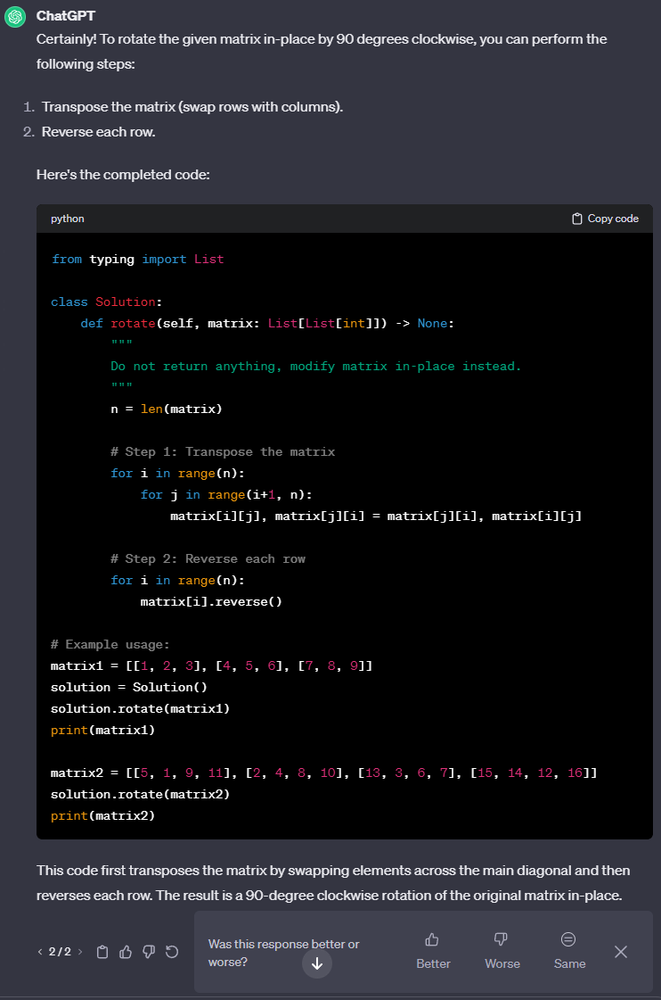 ChatGPT
Certainly! To rotate the given matrix in-place by 90 degrees clockwise, you can perform the
following steps:
1. Transpose the matrix (swap rows with columns).
2. Reverse each row.
Here's the completed code:
python
Copy code
from typing import List

class Solution:
    def rotate(self, matrix: List[List[int]]) -> None:
        """
        Do not return anything, modify matrix in-place instead.
        """
        n = len(matrix)

        # Step 1: Transpose the matrix
        for i in range(n):
            for j in range(i+1, n):
                matrix[i][j], matrix[j][i] = matrix[j][i], matrix[i][j]

        # Step 2: Reverse each row
        for i in range(n):
            matrix[i].reverse()

# Example usage:
matrix1 = [[1, 2, 3], [4, 5, 6], [7, 8, 9]]
solution = Solution()
solution.rotate(matrix1)
print(matrix1)

matrix2 = [[5, 1, 9, 11], [2, 4, 8, 10], [13, 3, 6, 7], [15, 14, 12, 16]]
solution.rotate(matrix2)
print(matrix2)
This code first transposes the matrix by swapping elements across the main diagonal and then
reverses each row. The result is a 90-degree clockwise rotation of the original matrix in-place.
2 / 2
Was this response better or
worse?
Better
Worse
Same